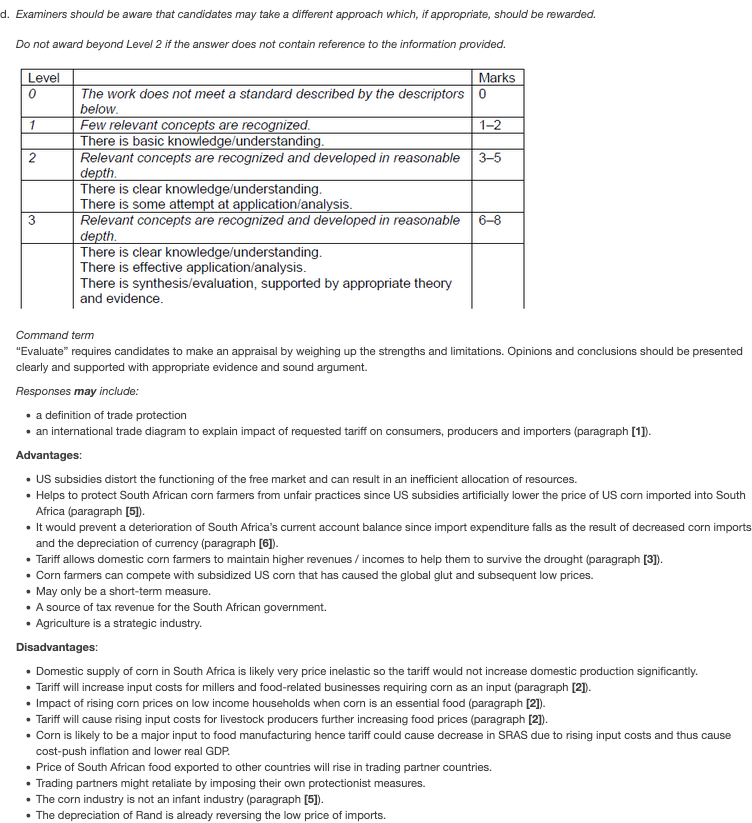 d. Examiners should be aware that candidates may take a different approach which, if appropriate, should be rewarded.
Do not award beyond Level 2 if the answer does not contain reference to the information provided.
Level Marks
0 The work does not meet a standard described by the descriptors 0
below.
1 Few relevant concepts are recognized. 1–2
There is basic knowledge/understanding.
2 Relevant concepts are recognized and developed in reasonable 3–5
depth.
There is clear knowledge/understanding.
There is some attempt at application/analysis.
3 Relevant concepts are recognized and developed in reasonable 6–8
depth.
There is clear knowledge/understanding.
There is effective application/analysis.
There is synthesis/evaluation, supported by appropriate theory
and evidence.
Command term
“Evaluate” requires candidates to make an appraisal by weighing up the strengths and limitations. Opinions and conclusions should be presented
clearly and supported with appropriate evidence and sound argument.
Responses may include:
• a definition of trade protection
• an international trade diagram to explain impact of requested tariff on consumers, producers and importers (paragraph [1]).
Advantages:
• US subsidies distort the functioning of the free market and can result in an inefficient allocation of resources.
• Helps to protect South African corn farmers from unfair practices since US subsidies artificially lower the price of US corn imported into South
Africa (paragraph [5]).
• It would prevent a deterioration of South Africa’s current account balance since import expenditure falls as the result of decreased corn imports
and the depreciation of currency (paragraph [6]).
• Tariff allows domestic corn farmers to maintain higher revenues / incomes to help them to survive the drought (paragraph [3]).
• Corn farmers can compete with subsidized US corn that has caused the global glut and subsequent low prices.
• May only be a short-term measure.
• A source of tax revenue for the South African government.
• Agriculture is a strategic industry.
Disadvantages:
• Domestic supply of corn in South Africa is likely very price inelastic so the tariff would not increase domestic production significantly.
• Tariff will increase input costs for millers and food-related businesses requiring corn as an input (paragraph [2]).
• Impact of rising corn prices on low income households when corn is an essential food (paragraph [2]).
• Tariff will cause rising input costs for livestock producers further increasing food prices (paragraph [2]).
• Corn is likely to be a major input to food manufacturing hence tariff could cause decrease in SRAS due to rising input costs and thus cause
cost-push inflation and lower real GDP.
• Price of South African food exported to other countries will rise in trading partner countries.
• Trading partners might retaliate by imposing their own protectionist measures.
• The corn industry is not an infant industry (paragraph [5]).
• The depreciation of Rand is already reversing the low price of imports.